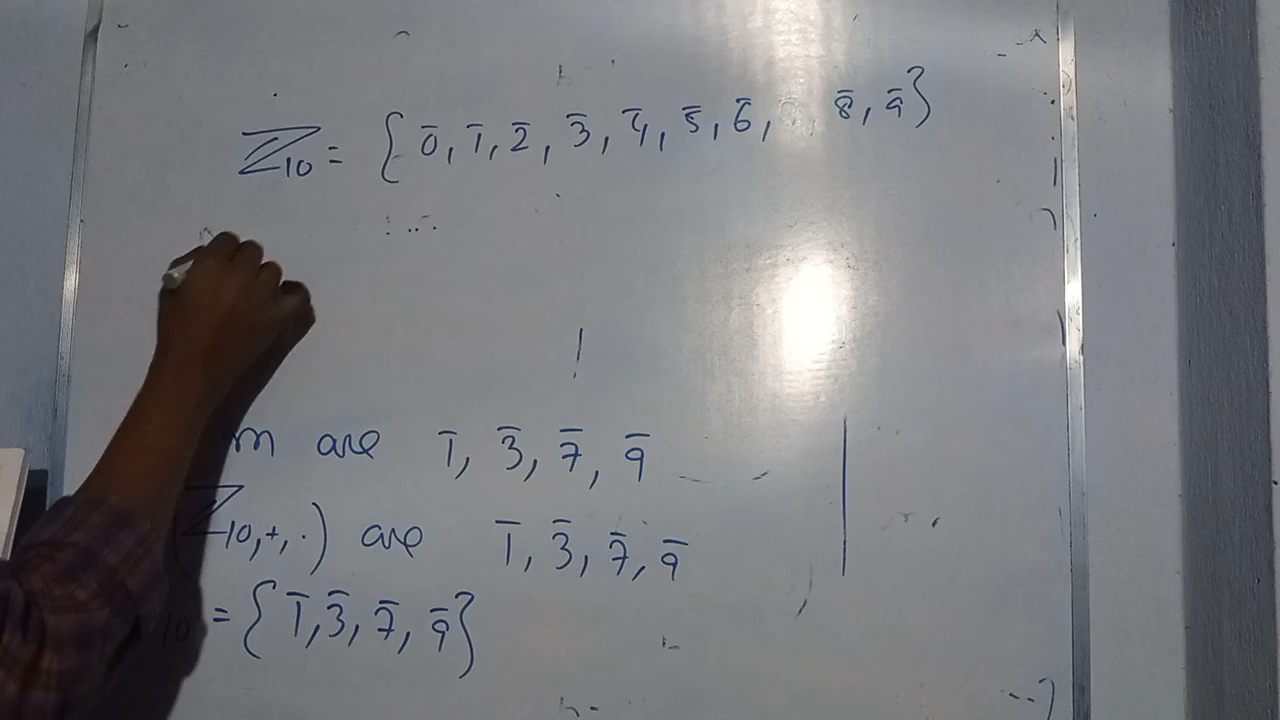 ℤ₁₀ = { 0̄, 1̄, 2̄, 3̄, 4̄, 5̄, 6̄, , 8̄, 9̄ }
m are 1̄, 3̄, 7̄, 9̄
(ℤ₁₀, +, ·) are 1̄, 3̄, 7̄, 9̄
₁₀ = { 1̄, 3̄, 7̄, 9̄ }